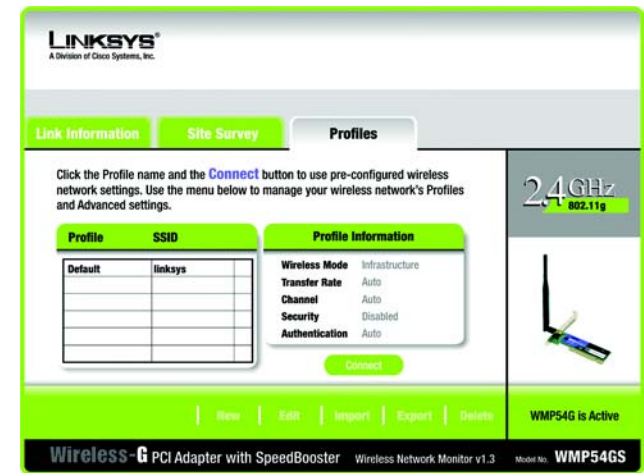 LINKSYS®
A Division of Cisco Systems, Inc.
Link Information
Site Survey
Profiles
Click the Profile name and the Connect button to use pre-configured wireless
network settings. Use the menu below to manage your wireless network's Profiles
and Advanced settings.
2,4GHz
802.11g
Profile SSID
Default linksys
Profile Information
Wireless Mode Infrastructure
Transfer Rate Auto
Channel Auto
Security Disabled
Authentication Auto
Connect
New Edit Import Export Delete
WMP54G is Active
Wireless-G PCI Adapter with SpeedBooster Wireless Network Monitor v1.3 Model No. WMP54GS